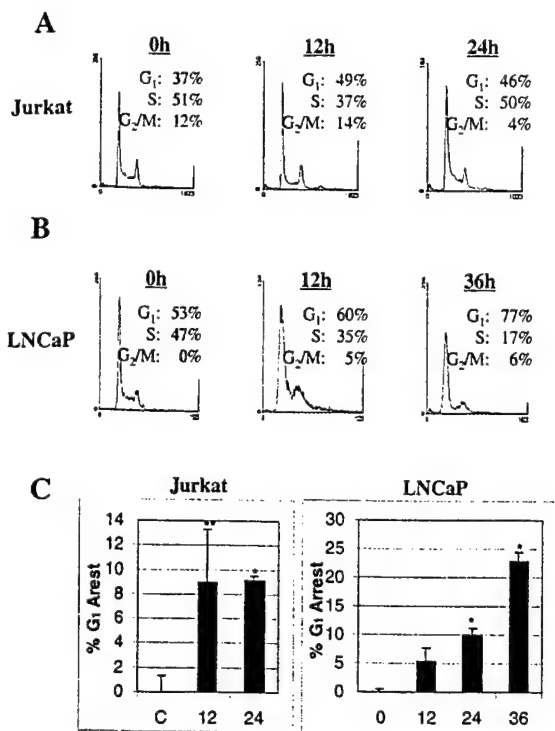 A
0h 12h 24h
Jurkat
G1: 37%
S: 51%
G2/M: 12%
G1: 49%
S: 37%
G2/M: 14%
G1: 46%
S: 50%
G2/M: 4%
B
0h 12h 36h
LNCaP
G1: 53%
S: 47%
G2/M: 0%
G1: 60%
S: 35%
G2/M: 5%
G1: 77%
S: 17%
G2/M: 6%
C
Jurkat
% G1 Arest
14
12
10
8
6
4
2
0
**
*
C 12 24
LNCaP
% G1 Arrest
30
25
20
15
10
5
0
*
*
0 12 24 36